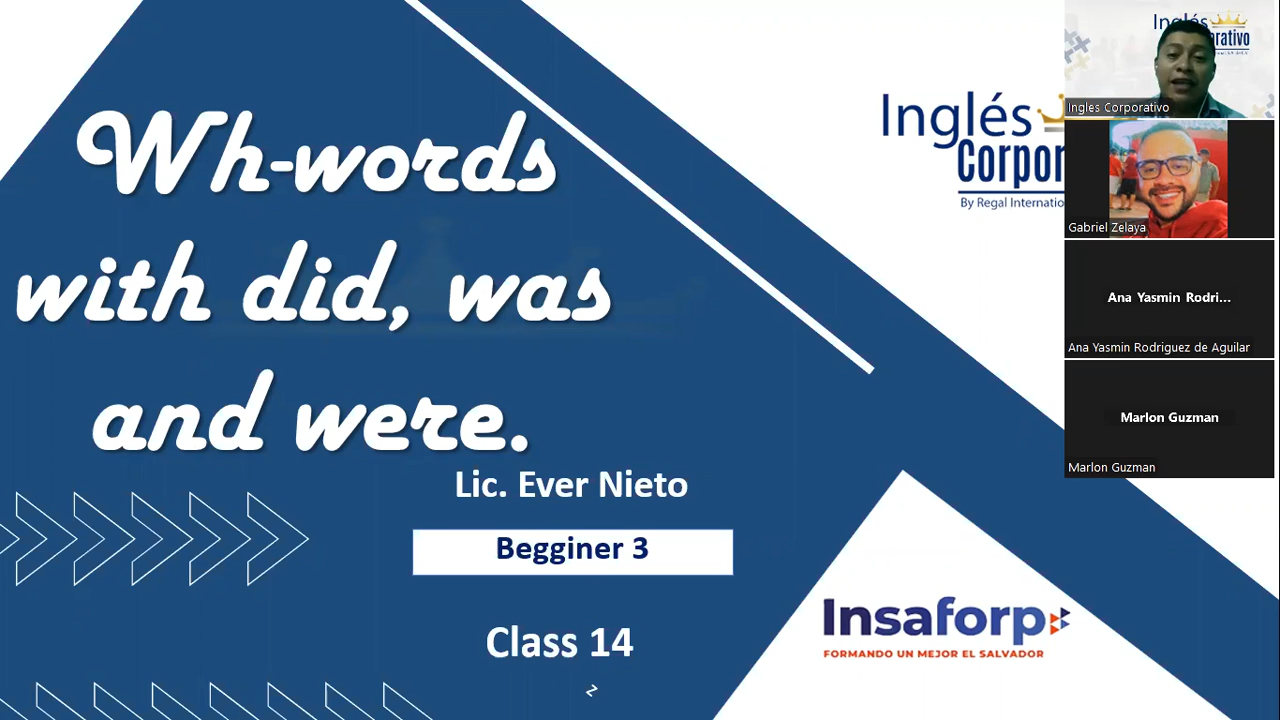 Wh-words
with did, was
and were.
Lic. Ever Nieto
Begginer 3
Class 14
z
Inglés
Corpor
By Regal Internatio
Insaforp
FORMANDO UN MEJOR EL SALVADOR
Inglés
orativo
Ingles Corporativo
Gabriel Zelaya
Ana Yasmin Rodri...
Ana Yasmin Rodriguez de Aguilar
Marlon Guzman
Marlon Guzman